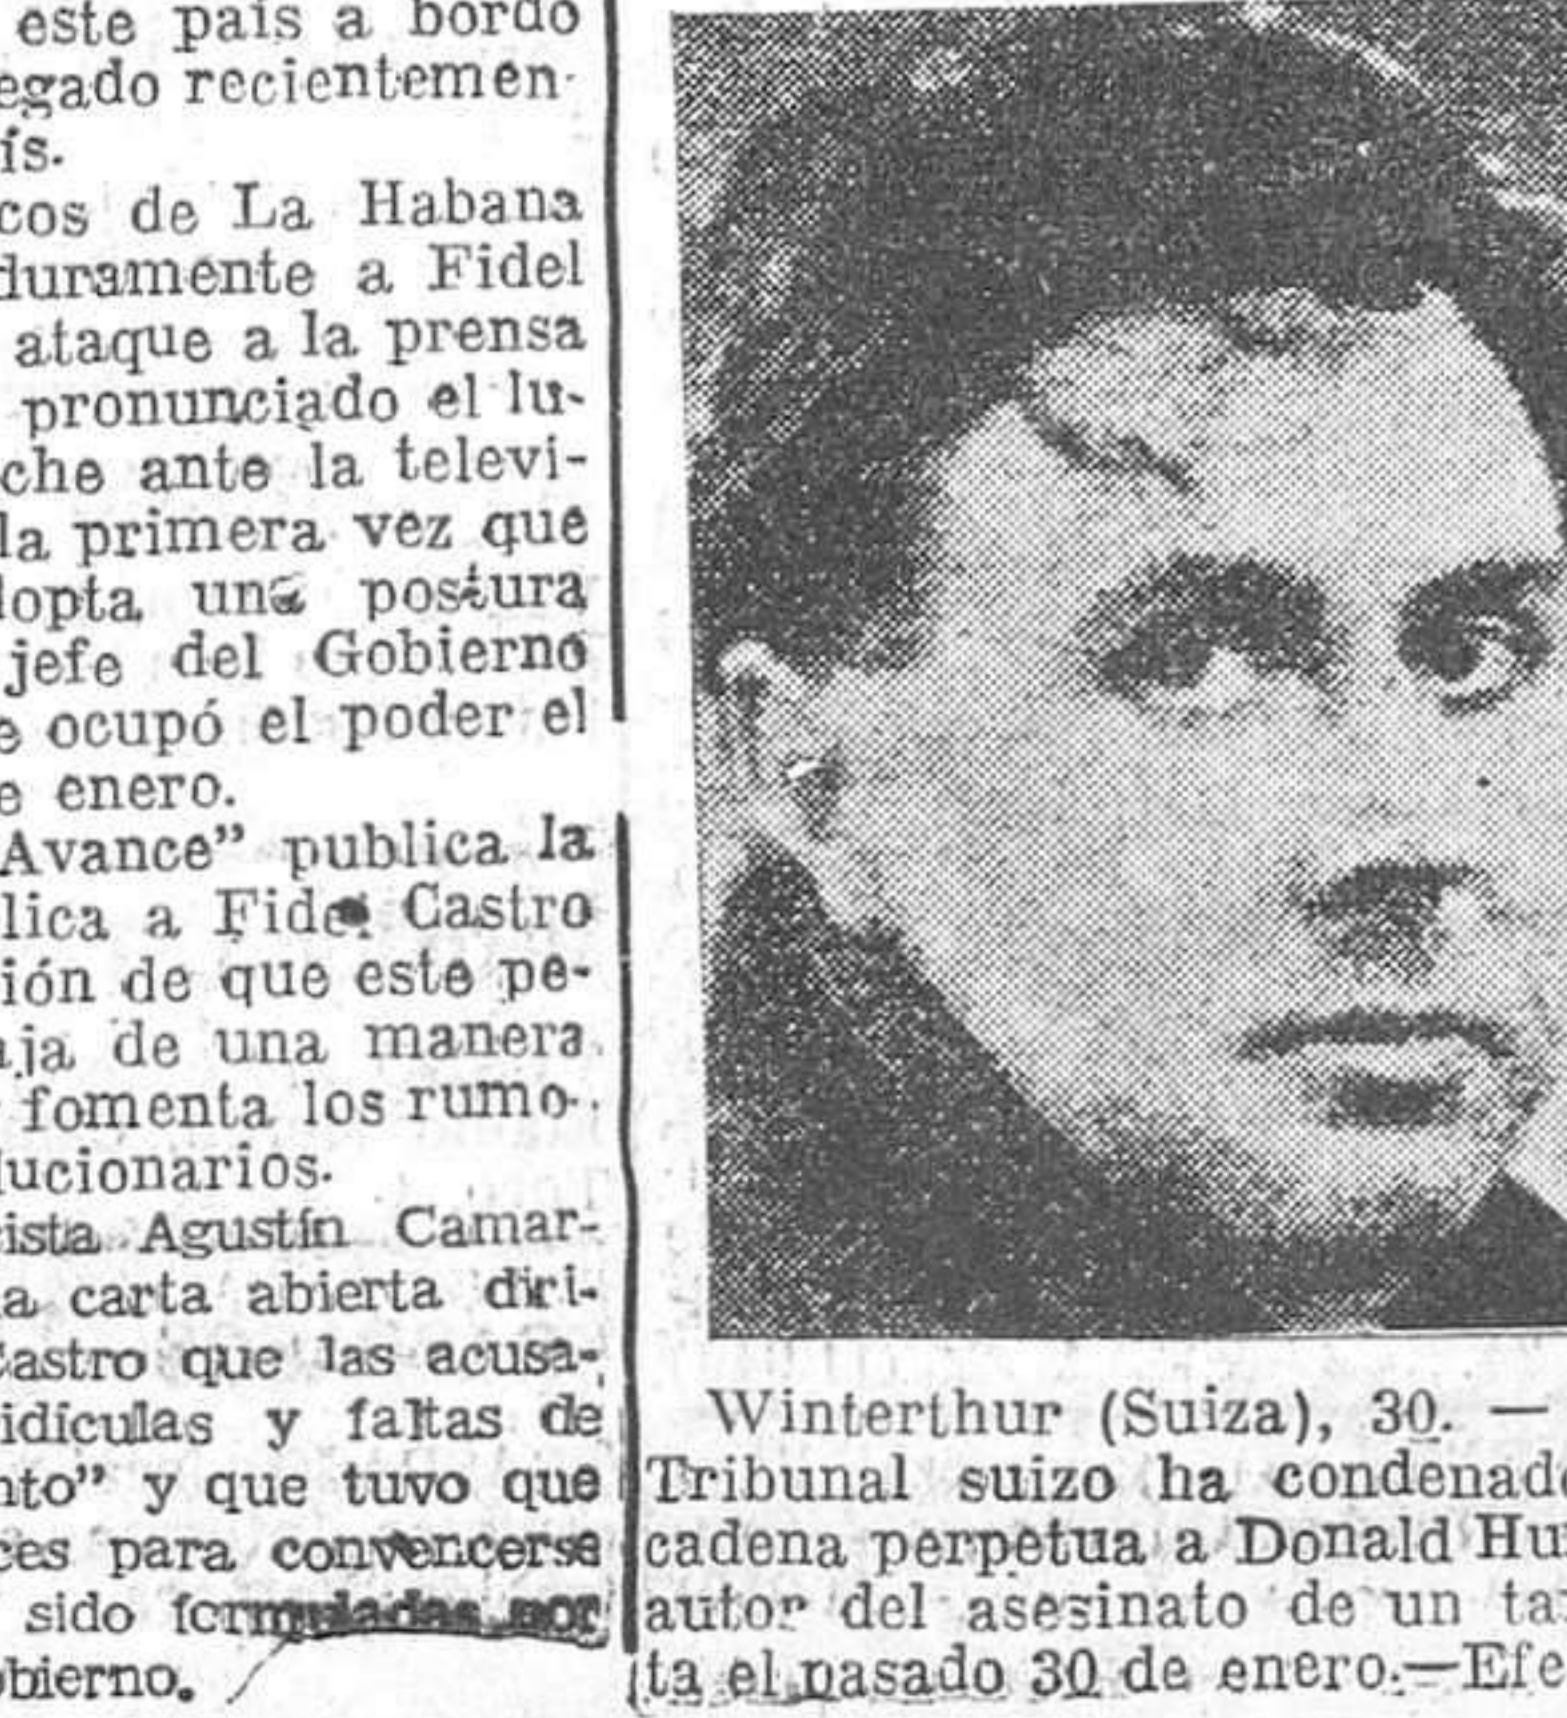 este país a bordo
egado recientemen-
ís.
cos de La Habana
duramente a Fidel
ataque a la prensa
pronunciado el lu-
che ante la televi-
la primera vez que
lopta una postura
jefe del Gobierno
e ocupó el poder el
e enero.
Avance" publica la
lica a Fidel Castro
ión de que este pe-
aja de una manera
fomenta los rumo-
lucionarios.
ista Agustín Camar-
a carta abierta diri-
Castro que las acusa-
idículas y faltas de
nto" y que tuvo que
ces para convencerse
sido formuladas por
obierno.
Winterthur (Suiza), 30. —
Tribunal suizo ha condenado
cadena perpetua a Donald Hu
autor del asesinato de un ta
ta el pasado 30 de enero.—Efe